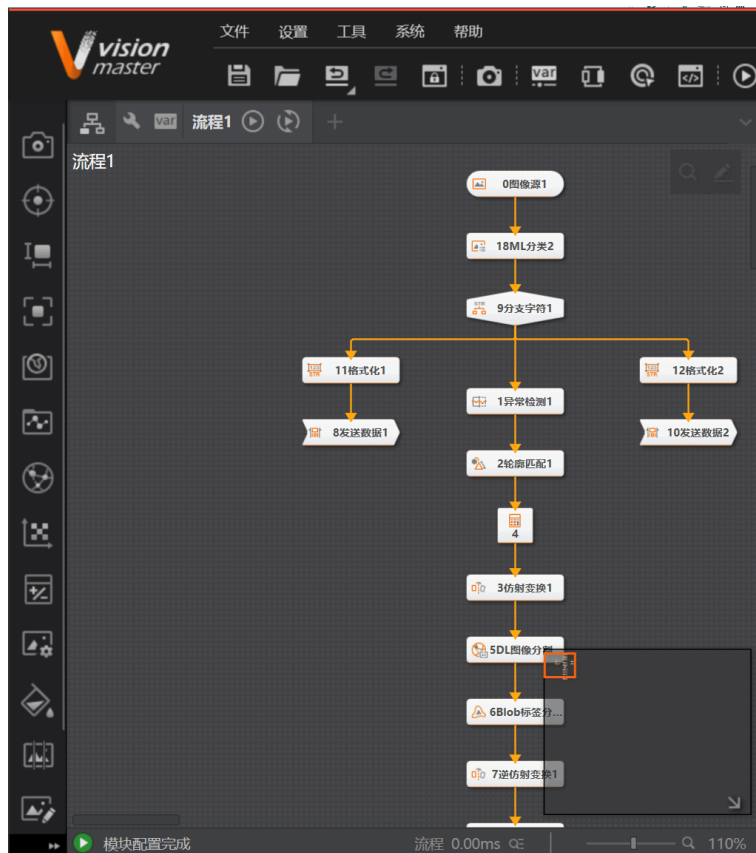 vision
master
文件 设置 工具 系统 帮助
var
var 流程1
流程1
0图像源1
18ML分类2
STR 9分支字符1
STR 11格式化1
STR 12格式化2
1异常检测1
8发送数据1
10发送数据2
2轮廓匹配1
4
3仿射变换1
5DL图像分割
6Blob标签分...
7逆仿射变换1
模块配置完成
流程 0.00ms
110%